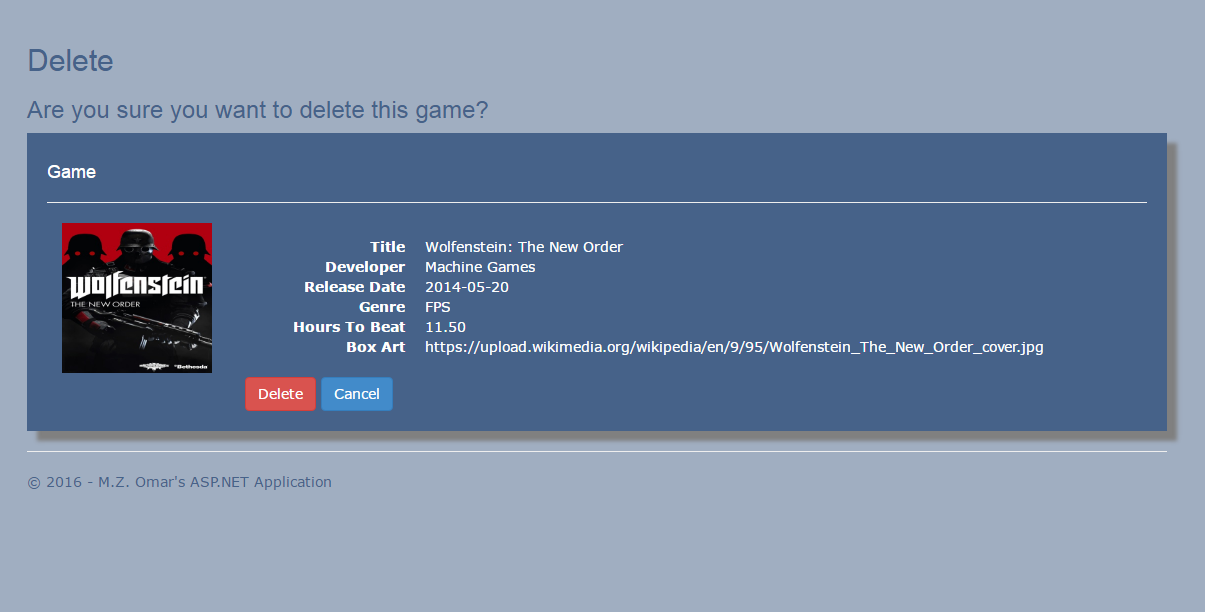 Delete
Are you sure you want to delete this game?
Game
wolfenstein
THE NEW ORDER
Bethesda
Title Wolfenstein: The New Order
Developer Machine Games
Release Date 2014-05-20
Genre FPS
Hours To Beat 11.50
Box Art https://upload.wikimedia.org/wikipedia/en/9/95/Wolfenstein_The_New_Order_cover.jpg
Delete Cancel
© 2016 - M.Z. Omar's ASP.NET Application